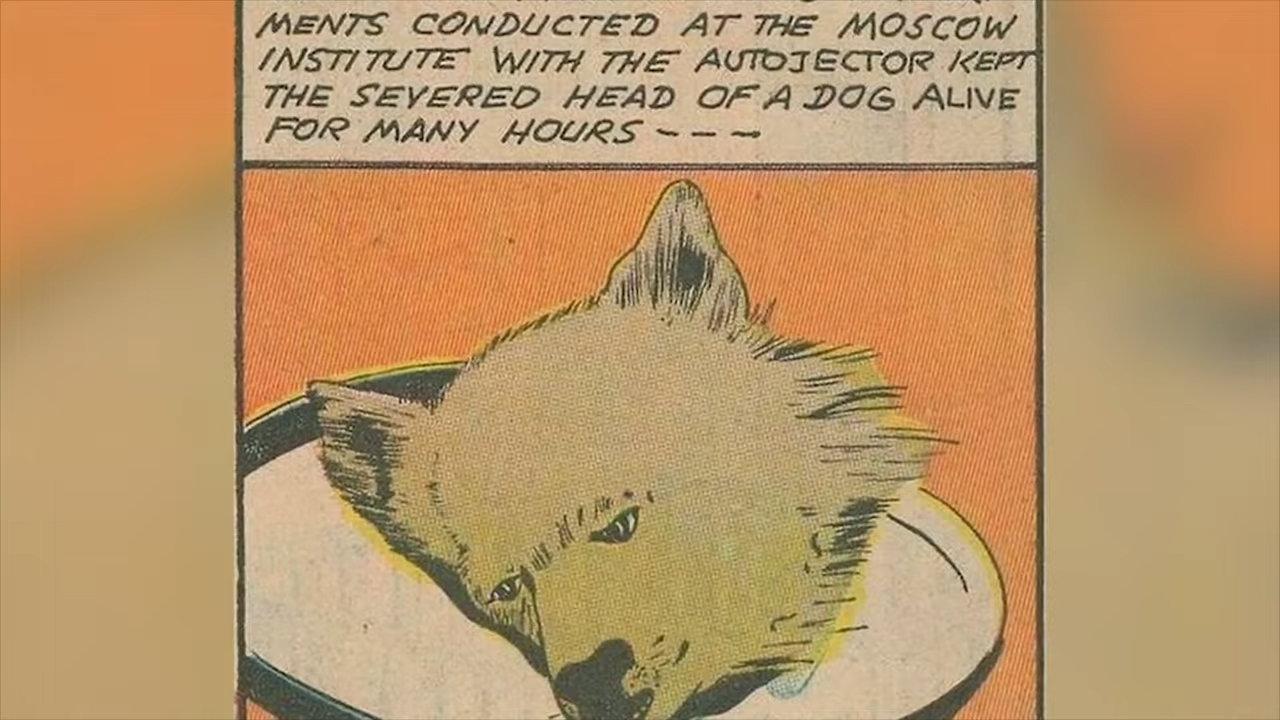 MENTS CONDUCTED AT THE MOSCOW
INSTITUTE WITH THE AUTOJECTOR KEPT
THE SEVERED HEAD OF A DOG ALIVE
FOR MANY HOURS ---